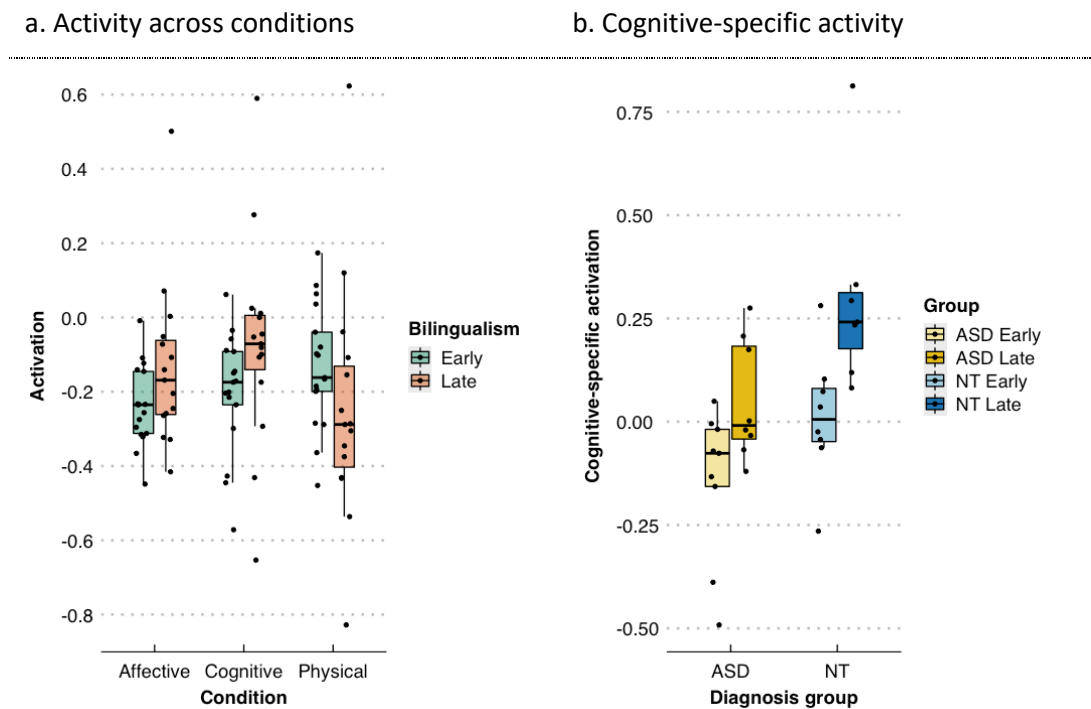 a. Activity across conditions
b. Cognitive-specific activity
0.6
0.4
0.2
0.0
-0.2
-0.4
-0.6
-0.8
Activation
Affective
Cognitive
Physical
Condition
Bilingualism
Early
Late
0.75
0.50
0.25
0.00
-0.25
-0.50
Cognitive-specific activation
ASD
NT
Diagnosis group
Group
ASD Early
ASD Late
NT Early
NT Late